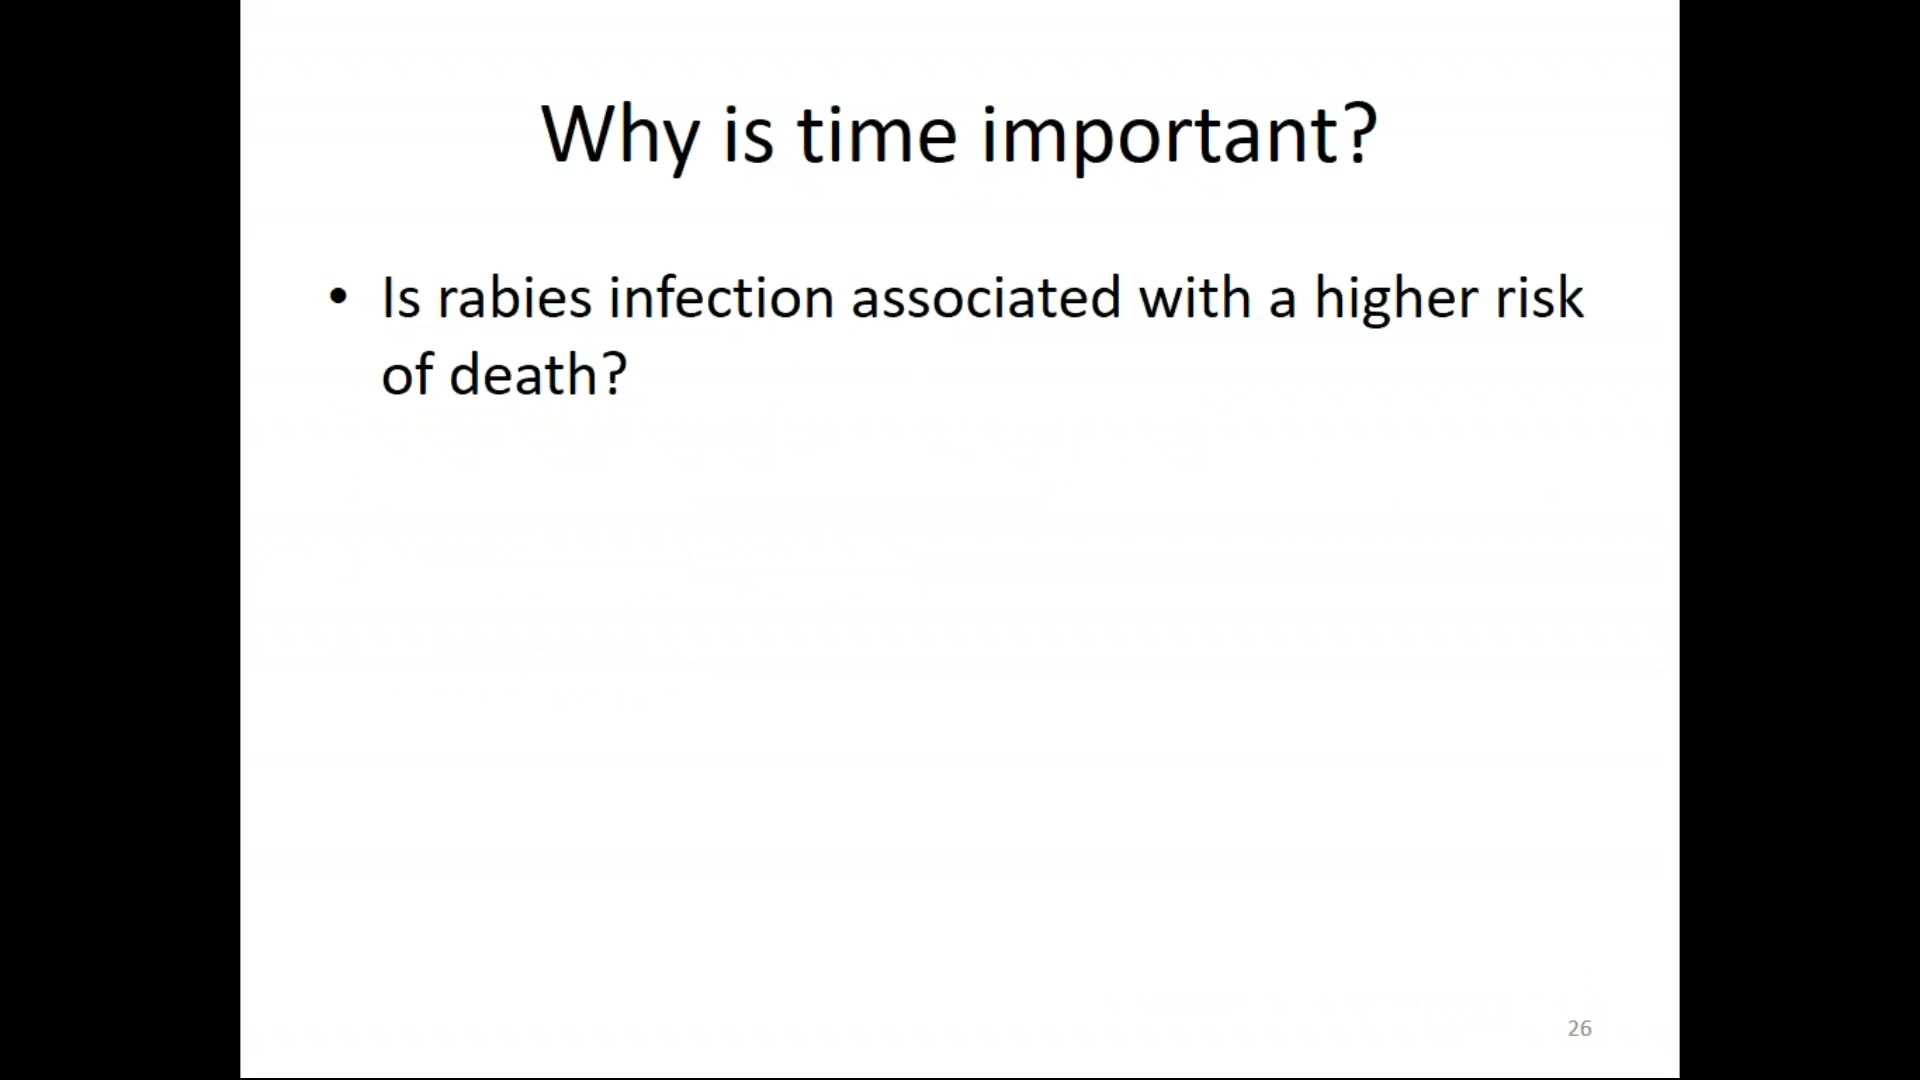 Why is time important?
• Is rabies infection associated with a higher risk
of death?
26